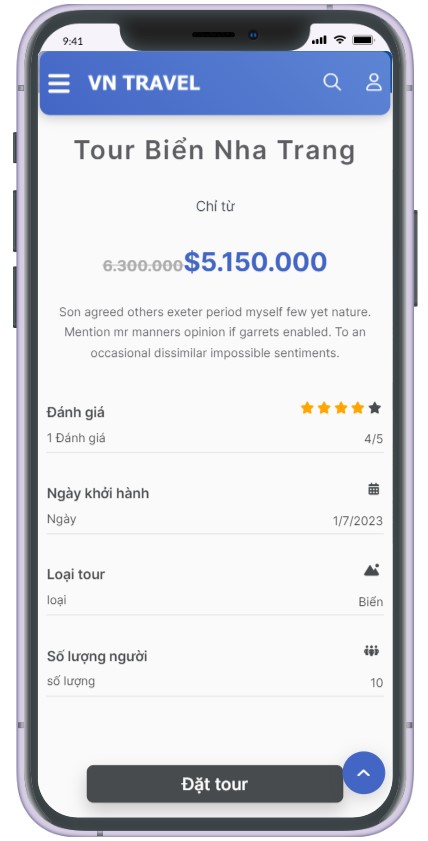 9:41
VN TRAVEL
Tour Biển Nha Trang
Chỉ từ
6.300.000$5.150.000
Son agreed others exeter period myself few yet nature.
Mention mr manners opinion if garrets enabled. To an
occasional dissimilar impossible sentiments.
Đánh giá
1 Đánh giá 4/5
Ngày khởi hành
Ngày 1/7/2023
Loại tour
loại Biển
Số lượng người
số lượng 10
Đặt tour